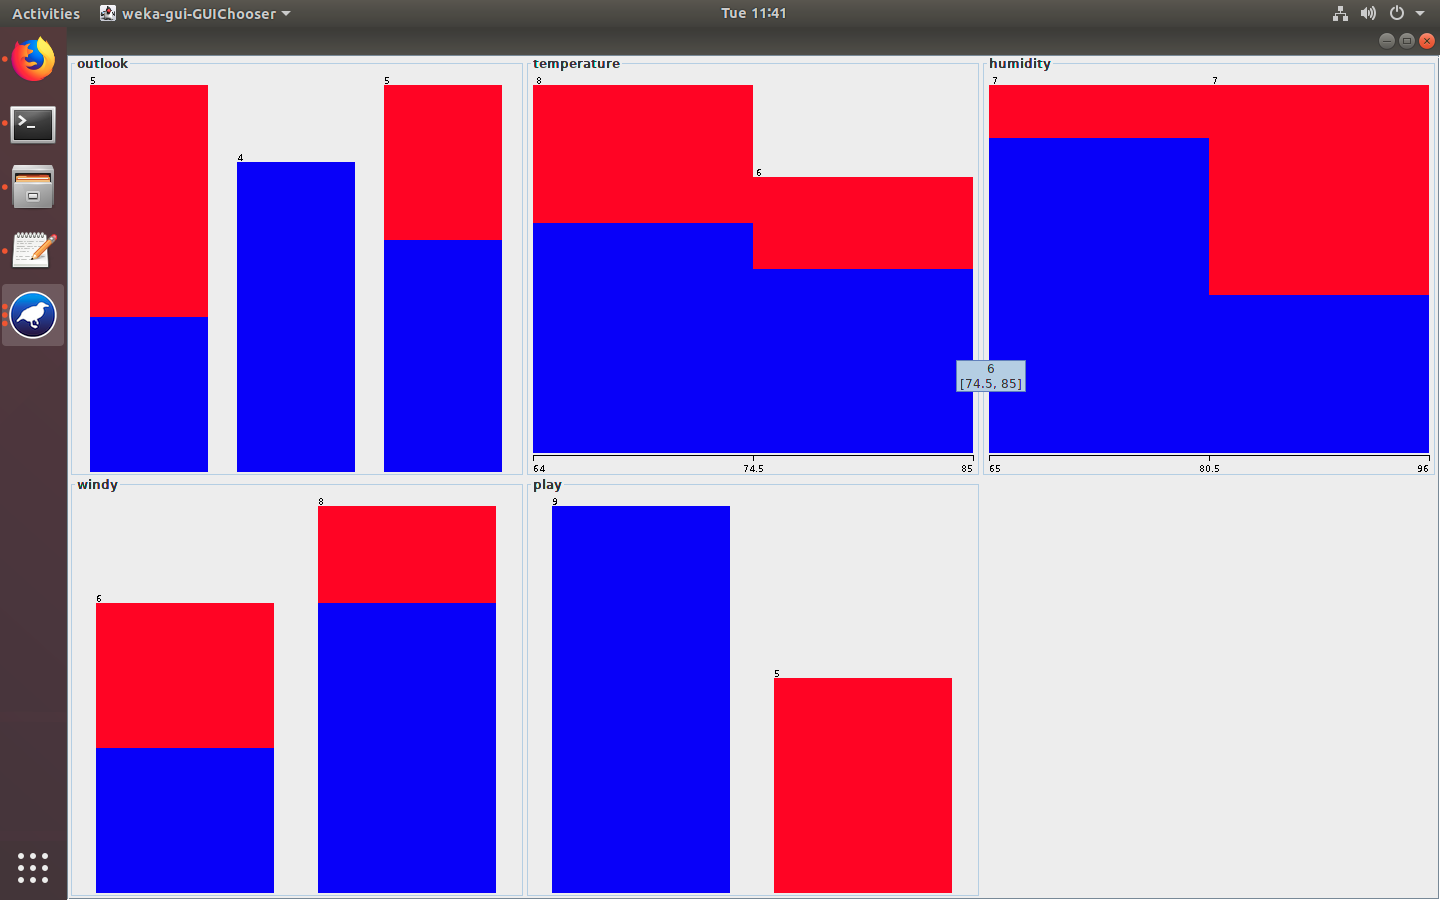 Activities
weka-gui-GUIChooser
Tue 11:41
outlook
5
4
5
temperature
8
6
64
74.5
85
humidity
7
7
65
80.5
96
6
[74.5, 85]
windy
6
8
play
9
5